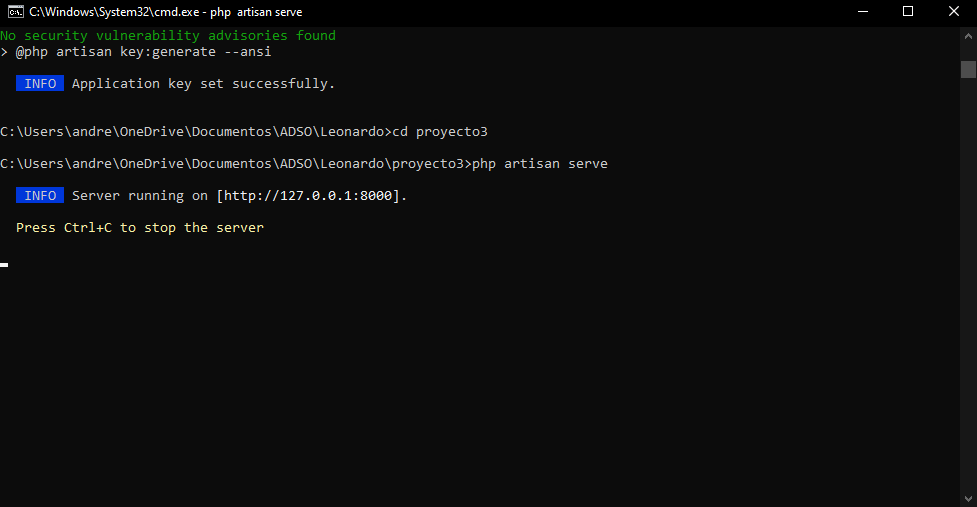 C:\Windows\System32\cmd.exe - php  artisan serve
No security vulnerability advisories found
> @php artisan key:generate --ansi
INFO  Application key set successfully.
C:\Users\andre\OneDrive\Documentos\ADSO\Leonardo>cd proyecto3
C:\Users\andre\OneDrive\Documentos\ADSO\Leonardo\proyecto3>php artisan serve
INFO  Server running on [http://127.0.0.1:8000].
Press Ctrl+C to stop the server